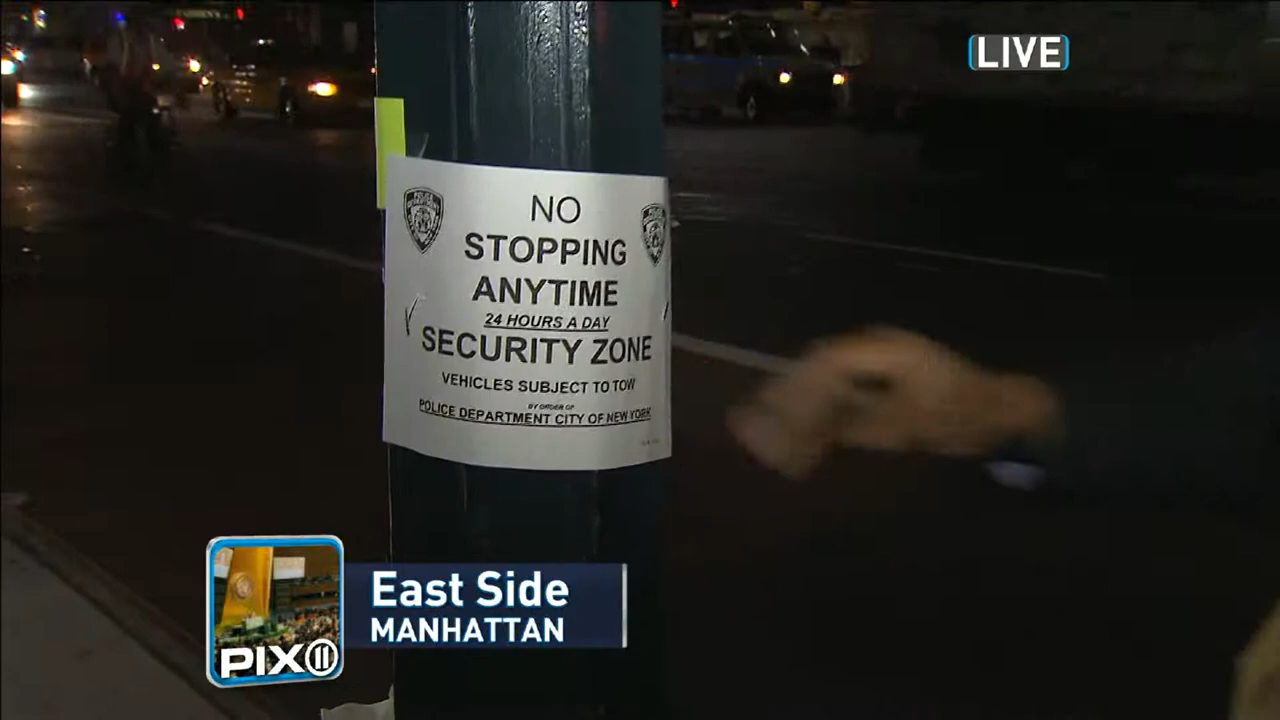 LIVE
NO
STOPPING
ANYTIME
24 HOURS A DAY
SECURITY ZONE
VEHICLES SUBJECT TO TOW
BY ORDER OF
POLICE DEPARTMENT CITY OF NEW YORK
East Side
MANHATTAN
PIX11